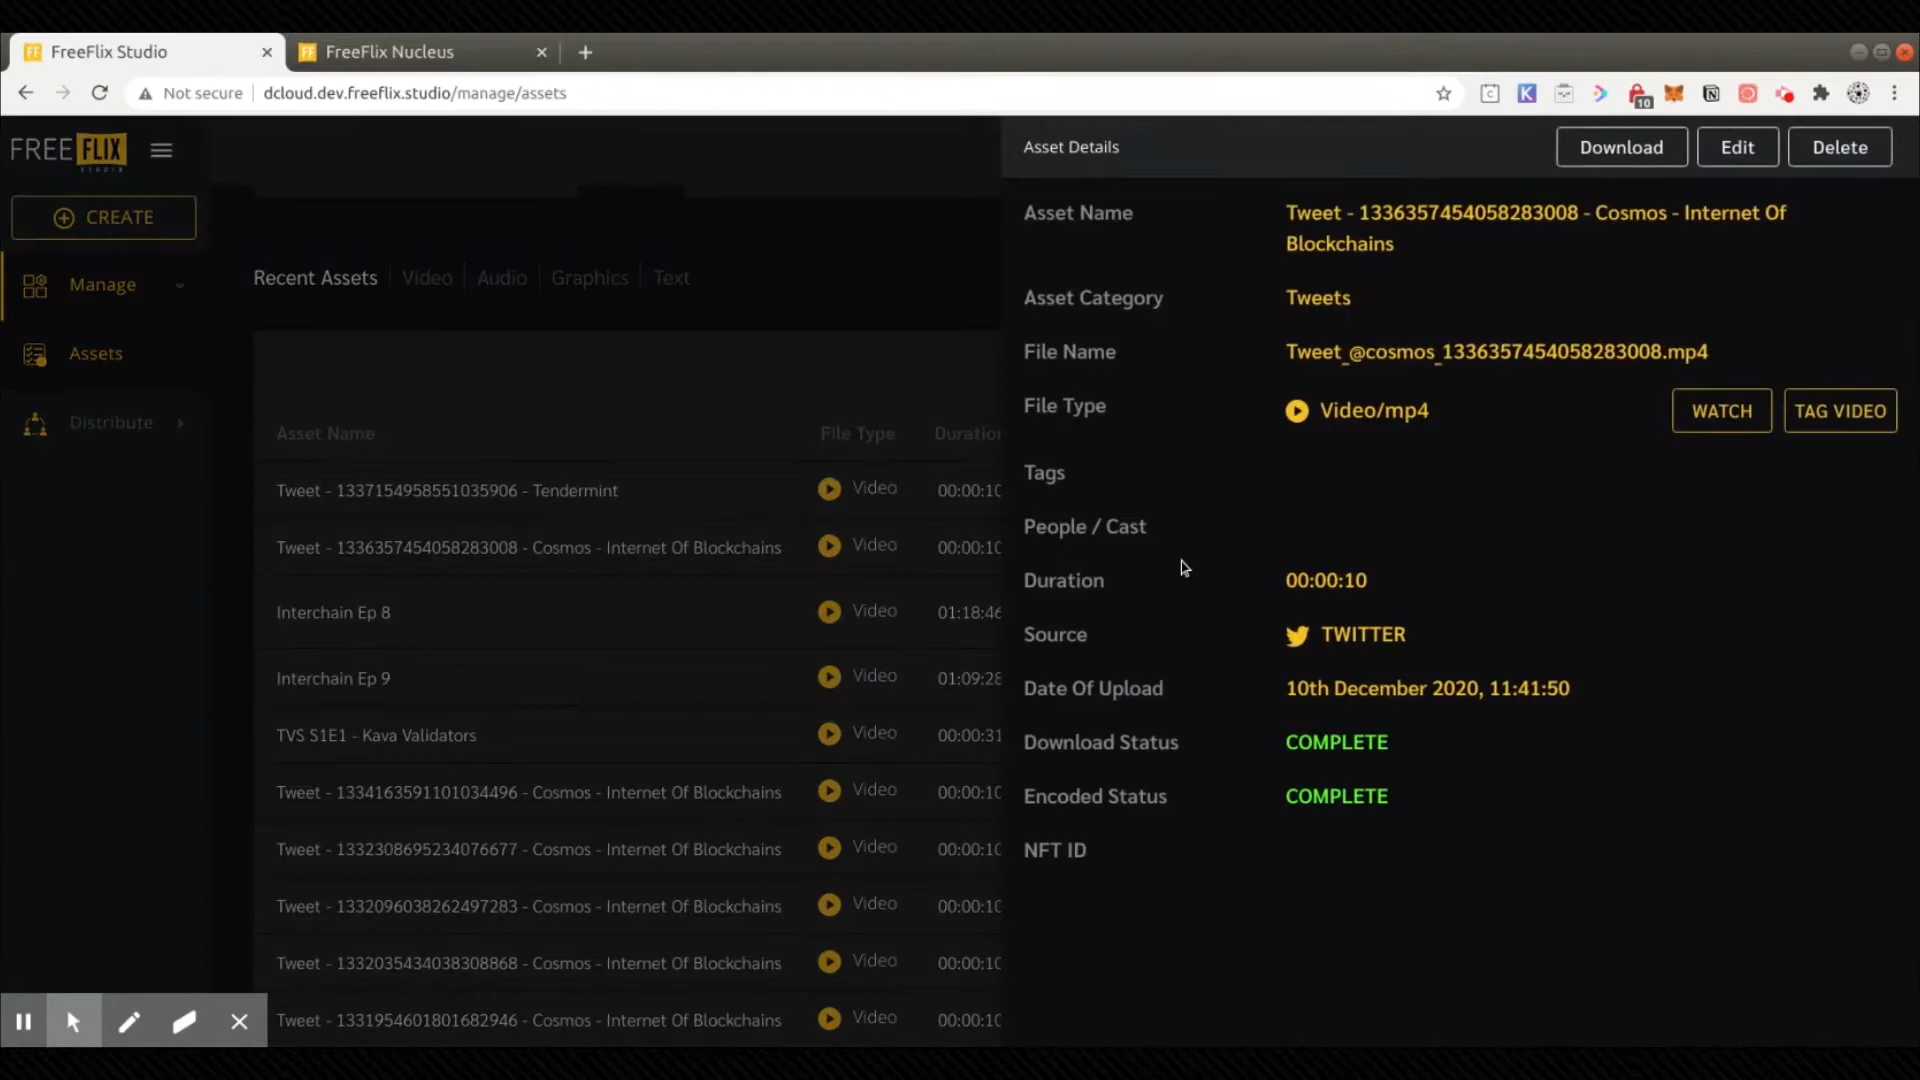 FreeFlix Studio
FreeFlix Nucleus
Not secure
dcloud.dev.freeflix.studio/manage/assets
10
FREE FLIX
STUDIO
CREATE
Manage
Assets
Distribute
Recent Assets
Video
Audio
Graphics
Text
Asset Name File Type Duration
Tweet - 1337154958551035906 - Tendermint Video 00:00:10
Tweet - 1336357454058283008 - Cosmos - Internet Of Blockchains Video 00:00:10
Interchain Ep 8 Video 01:18:46
Interchain Ep 9 Video 01:09:28
TVS S1E1 - Kava Validators Video 00:00:31
Tweet - 1334163591101034496 - Cosmos - Internet Of Blockchains Video 00:00:10
Tweet - 1332308695234076677 - Cosmos - Internet Of Blockchains Video 00:00:10
Tweet - 1332096038262497283 - Cosmos - Internet Of Blockchains Video 00:00:10
Tweet - 1332035434038308868 - Cosmos - Internet Of Blockchains Video 00:00:10
Tweet - 1331954601801682946 - Cosmos - Internet Of Blockchains Video 00:00:10
Asset Details
Download
Edit
Delete
Asset Name Tweet - 1336357454058283008 - Cosmos - Internet Of
Blockchains
Asset Category Tweets
File Name Tweet_@cosmos_1336357454058283008.mp4
File Type Video/mp4 WATCH TAG VIDEO
Tags
People / Cast
Duration 00:00:10
Source TWITTER
Date Of Upload 10th December 2020, 11:41:50
Download Status COMPLETE
Encoded Status COMPLETE
NFT ID